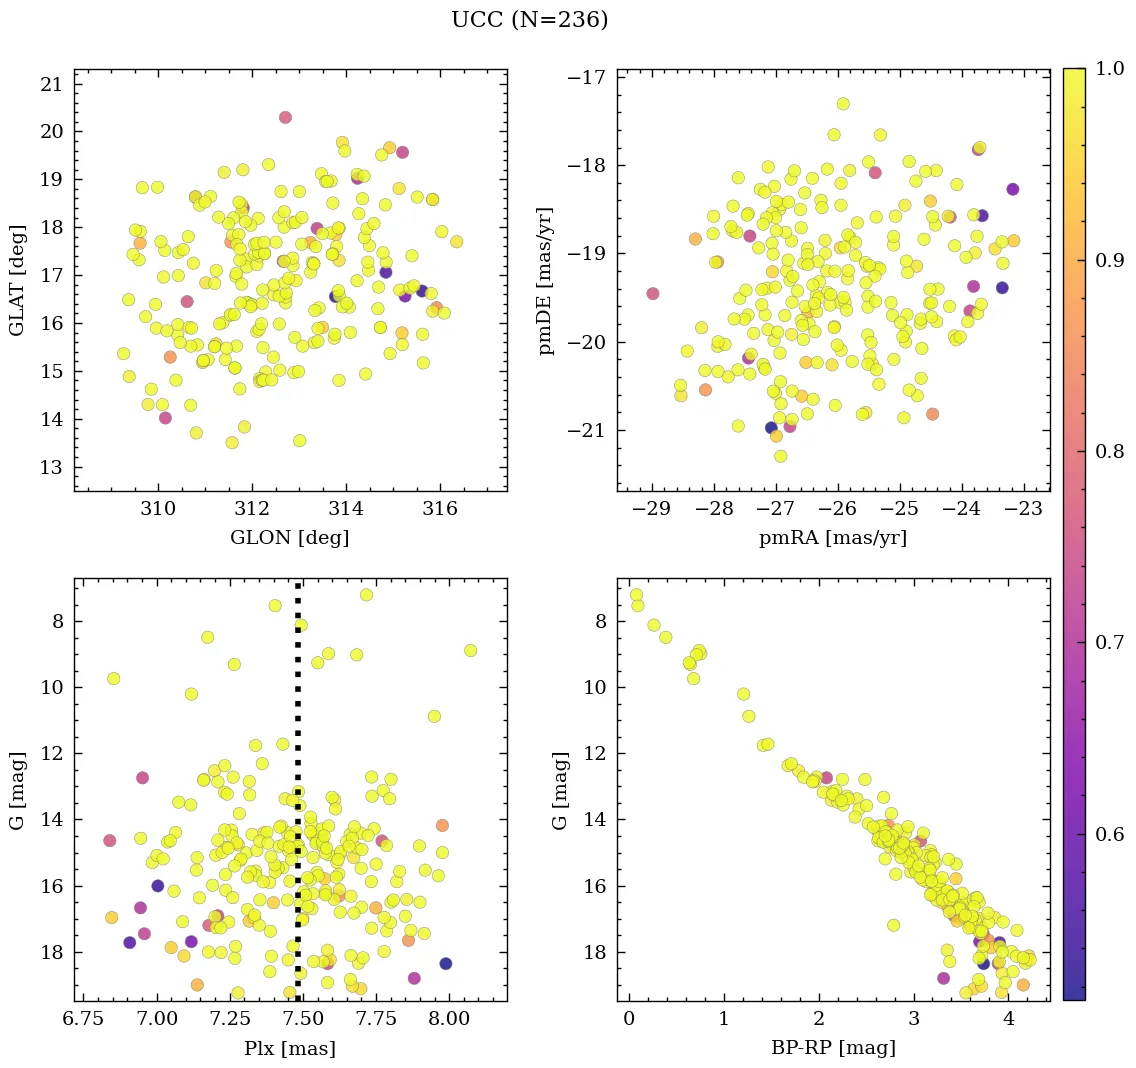 UCC (N=236)
21
20
19
18
17
16
15
14
13
GLAT [deg]
310 312 314 316
GLON [deg]
−17
−18
−19
−20
−21
pmDE [mas/yr]
−29 −28 −27 −26 −25 −24 −23
pmRA [mas/yr]
1.0
0.9
0.8
0.7
0.6
8
10
12
14
16
18
G [mag]
6.75 7.00 7.25 7.50 7.75 8.00
Plx [mas]
8
10
12
14
16
18
G [mag]
0 1 2 3 4
BP-RP [mag]